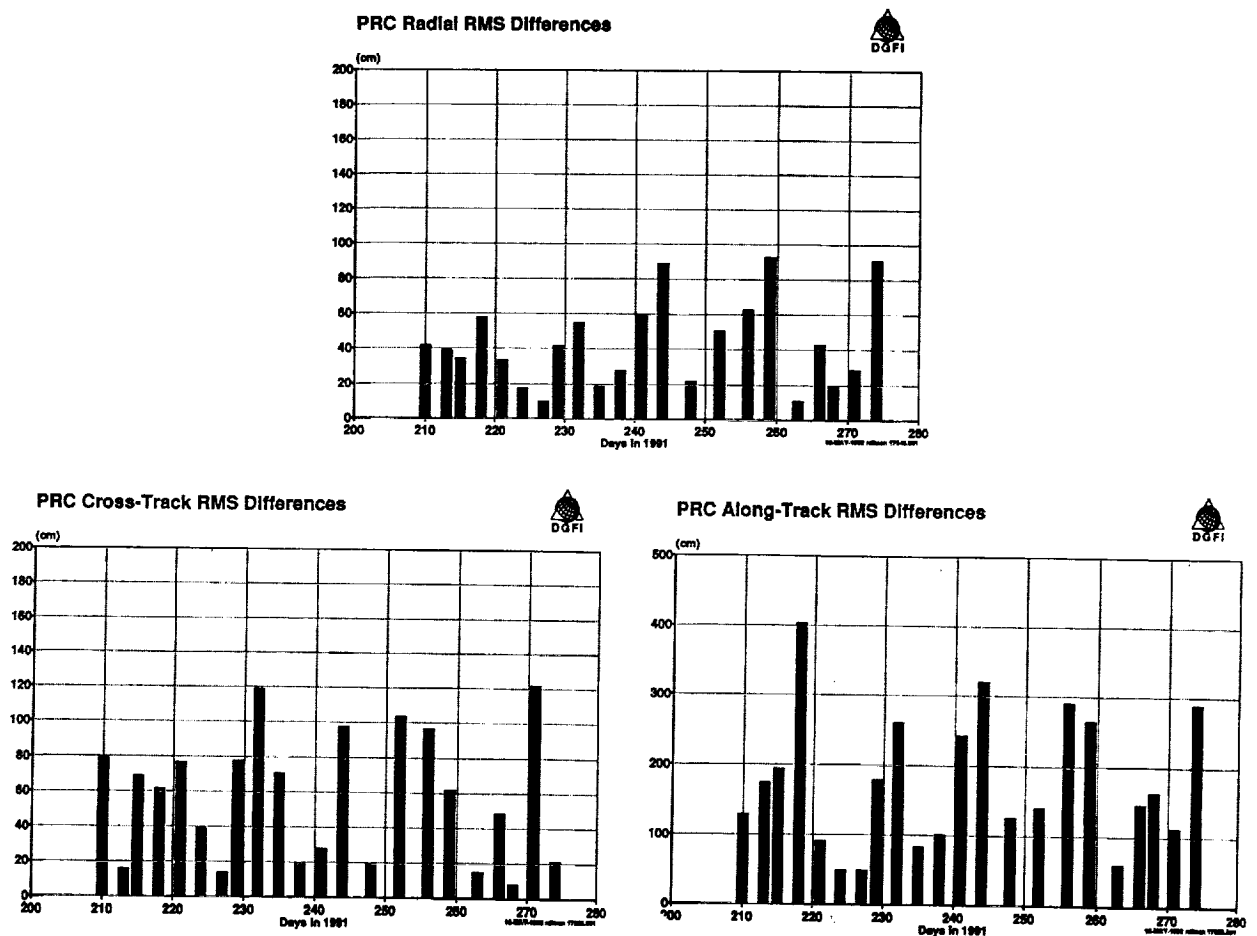 PRC Radial RMS Differences
DGFI
(cm)
200
180
160
140
120
100
80
60
40
20
0
200 210 220 230 240 250 260 270 280
Days in 1991
PRC Cross-Track RMS Differences
DGFI
(cm)
200
180
160
140
120
100
80
60
40
20
0
200 210 220 230 240 250 260 270 280
Days in 1991
PRC Along-Track RMS Differences
DGFI
(cm)
500
400
300
200
100
0
200 210 220 230 240 250 260 270 280
Days in 1991